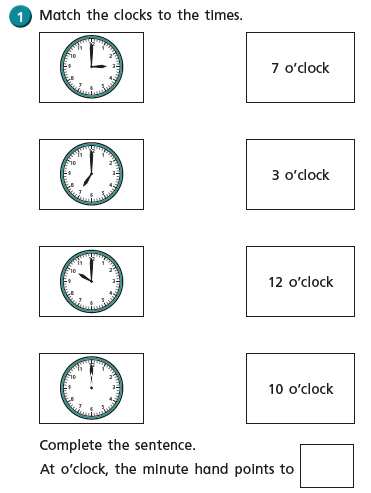 1 Match the clocks to the times.
7 o'clock
3 o'clock
12 o'clock
10 o'clock
Complete the sentence.
At o'clock, the minute hand points to